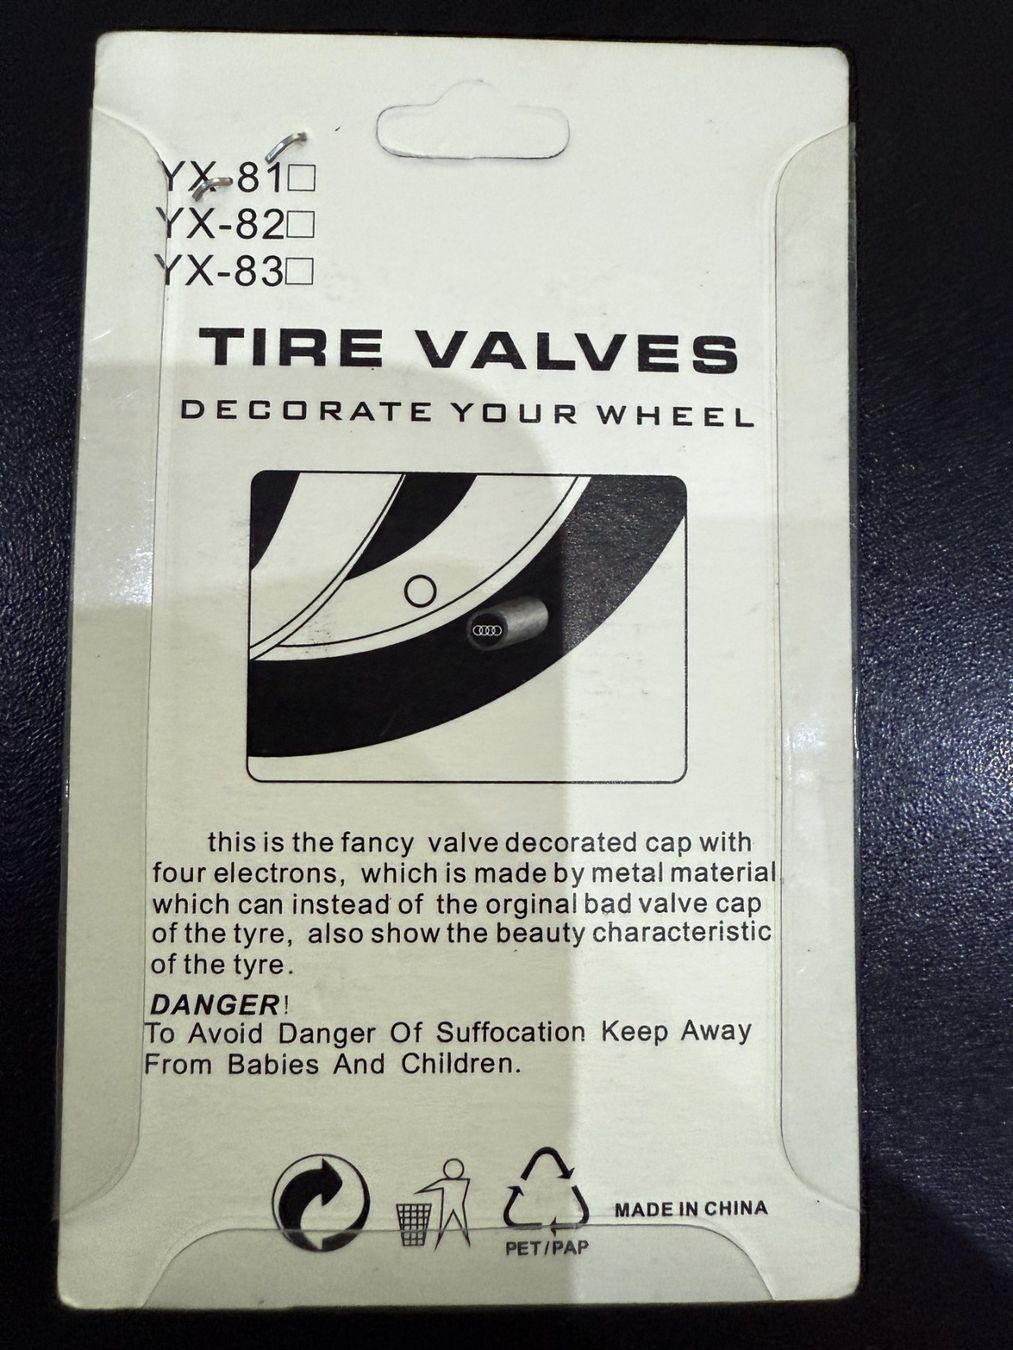 YX-81□
YX-82□
YX-83□
TIRE VALVES
DECORATE YOUR WHEEL
this is the fancy valve decorated cap with
four electrons, which is made by metal material
which can instead of the orginal bad valve cap
of the tyre, also show the beauty characteristic
of the tyre.
DANGER!
To Avoid Danger Of Suffocation Keep Away
From Babies And Children.
MADE IN CHINA
PET/PAP